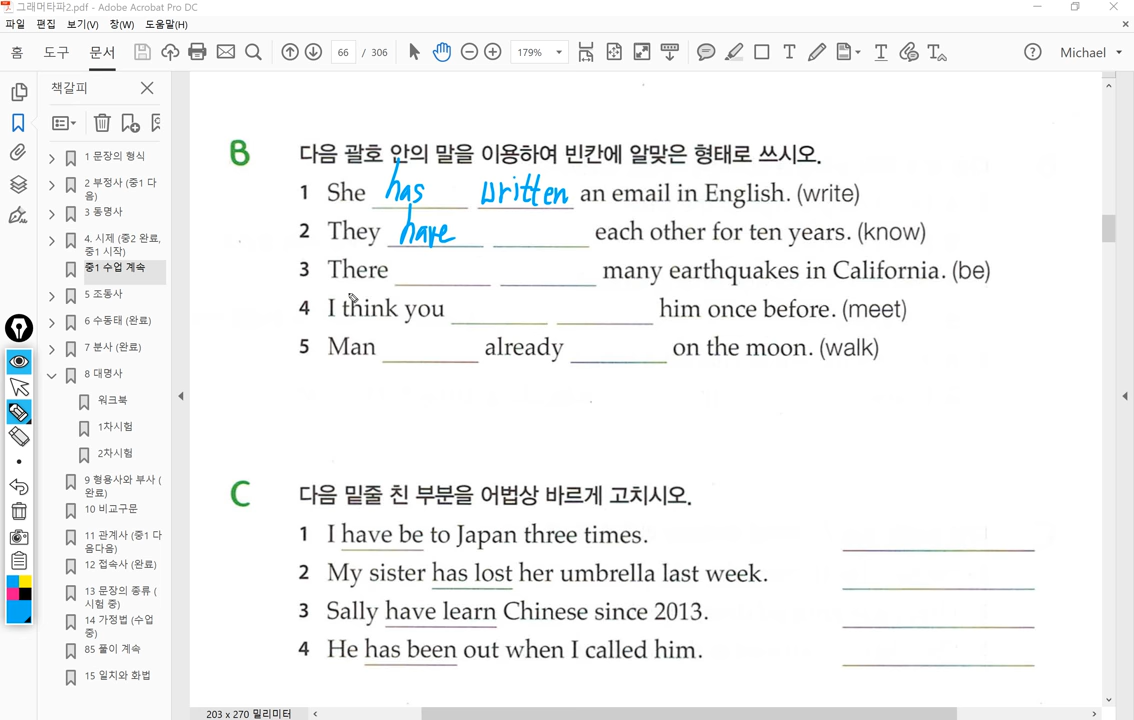 그래머타파2.pdf - Adobe Acrobat Pro DC
파일 편집 보기(V) 창(W) 도움말(H)
홈 도구 문서 66 / 306 179% Michael
책갈피
1 문장의 형식
2 부정사 (중1 다
음)
3 동명사
4. 시제 (중2 완료,
중1 시작)
중1 수업 계속
5 조동사
6 수동태 (완료)
7 분사 (완료)
8 대명사
워크북
1차시험
2차시험
9 형용사와 부사 (
완료)
10 비교구문
11 관계사 (중1 다
음다음)
12 접속사 (완료)
13 문장의 종류 (
시험 중)
14 가정법 (수업
중)
85 풀이 계속
15 일치와 화법
B 다음 괄호 안의 말을 이용하여 빈칸에 알맞은 형태로 쓰시오.
1 She has written an email in English. (write)
2 They have each other for ten years. (know)
3 There many earthquakes in California. (be)
4 I think you him once before. (meet)
5 Man already on the moon. (walk)
C 다음 밑줄 친 부분을 어법상 바르게 고치시오.
1 I have be to Japan three times.
2 My sister has lost her umbrella last week.
3 Sally have learn Chinese since 2013.
4 He has been out when I called him.
203 x 270 밀리미터